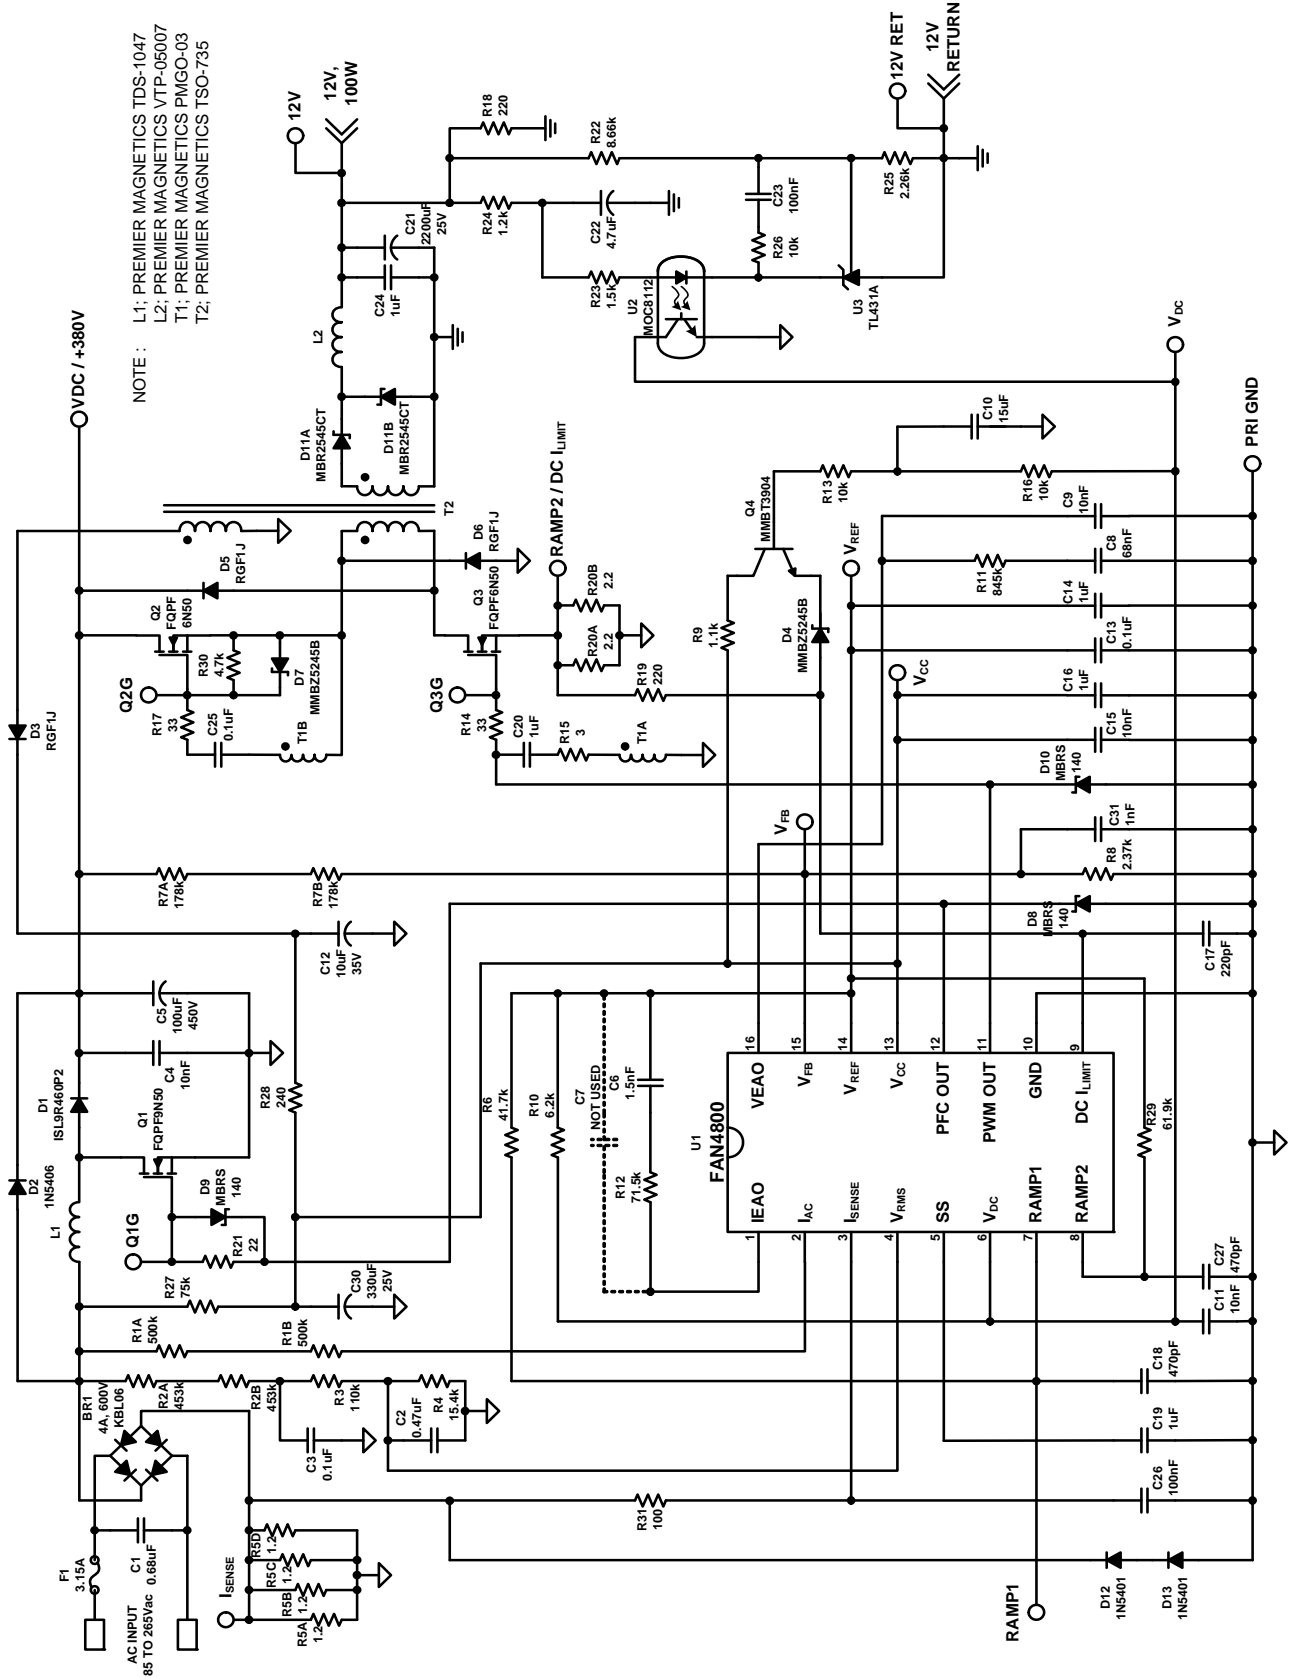 NOTE :
L1; PREMIER MAGNETICS TDS-1047
L2; PREMIER MAGNETICS VTP-05007
T1; PREMIER MAGNETICS PMGO-03
T2; PREMIER MAGNETICS TSO-735
AC INPUT
85 TO 265Vac
F1
3.15A
C1
0.68uF
BR1
4A, 600V
KBL06
ISENSE
R5A
1.2
R5B
1.2
R5C
1.2
R5D
1.2
R2A
453k
R2B
453k
R3
110k
R4
15.4k
C3
0.1uF
C2
0.47uF
R1A
500k
R1B
500k
R27
75k
C30
330uF
25V
D2
1N5406
L1
Q1G
R21
22
D9
MBRS
140
Q1
FQPF9N50
D1
ISL9R460P2
C4
10nF
C5
100uF
450V
R28
240
C12
10uF
35V
R7A
178k
R7B
178k
D3
RGF1J
Q2G
R17
33
C25
0.1uF
T1B
R30
4.7k
D7
MMBZ5245B
Q2
FQPF
6N50
D5
RGF1J
VDC / +380V
T2
Q3G
R14
33
C20
1uF
R15
3
T1A
Q3
FQPF6N50
D6
RGF1J
R20A
2.2
R20B
2.2
R19
220
RAMP2 / DC ILIMIT
D11A
MBR2545CT
D11B
MBR2545CT
L2
C24
1uF
C21
2200uF
25V
12V
12V,
100W
R18
220
R24
1.2k
R22
8.66k
C22
4.7uF
R23
1.5k
U2
MOC8112
R26
10k
C23
100nF
U3
TL431A
R25
2.26k
12V RET
12V
RETURN
R31
100
R6
41.7k
R10
6.2k
C7
NOT USED
C6
1.5nF
R12
71.5k
U1
FAN4800
IEAO
IAC
ISENSE
VRMS
SS
VDC
RAMP1
RAMP2
1
2
3
4
5
6
7
8
VEAO
VFB
VREF
VCC
PFC OUT
PWM OUT
GND
DC ILIMIT
16
15
14
13
12
11
10
9
VFB
R9
1.1k
D4
MMBZ5245B
Q4
MMBT3904
VREF
VCC
R13
10k
R16
10k
C10
15uF
VDC
RAMP1
D12
1N5401
D13
1N5401
C26
100nF
C19
1uF
C18
470pF
C11
10nF
C27
470pF
R29
61.9k
C17
220pF
D8
MBRS
140
R8
2.37k
C31
1nF
D10
MBRS
140
C15
10nF
C16
1uF
C13
0.1uF
C14
1uF
R11
845k
C8
68nF
C9
10nF
PRI GND